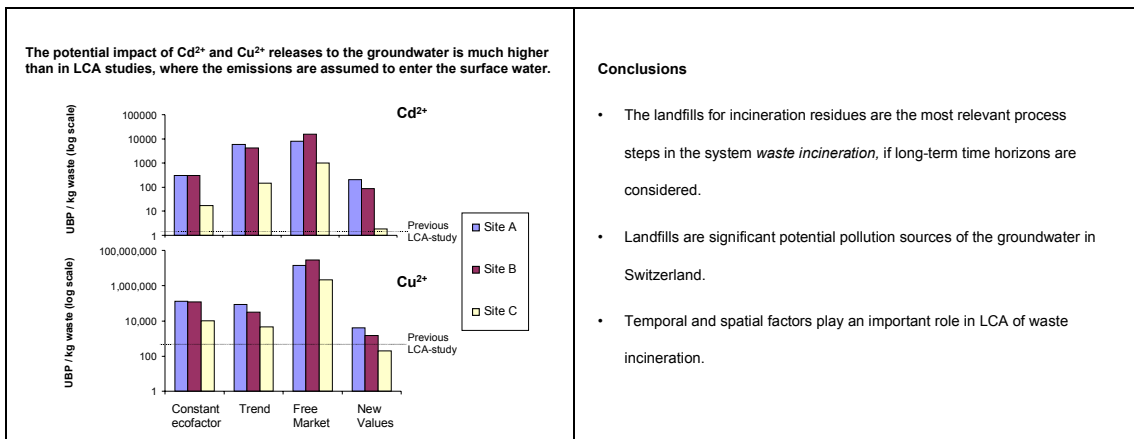 The potential impact of Cd²⁺ and Cu²⁺ releases to the groundwater is much higher
than in LCA studies, where the emissions are assumed to enter the surface water.
UBP / kg waste (log scale)
100000
10000
1000
100
10
1
Cd²⁺
Previous
LCA-study
UBP / kg waste (log scale)
100,000,000
1,000,000
10,000
100
1
Cu²⁺
Previous
LCA-study
Site A
Site B
Site C
Constant
ecofactor
Trend
Free
Market
New
Values
Conclusions
• The landfills for incineration residues are the most relevant process
steps in the system waste incineration, if long-term time horizons are
considered.
• Landfills are significant potential pollution sources of the groundwater in
Switzerland.
• Temporal and spatial factors play an important role in LCA of waste
incineration.